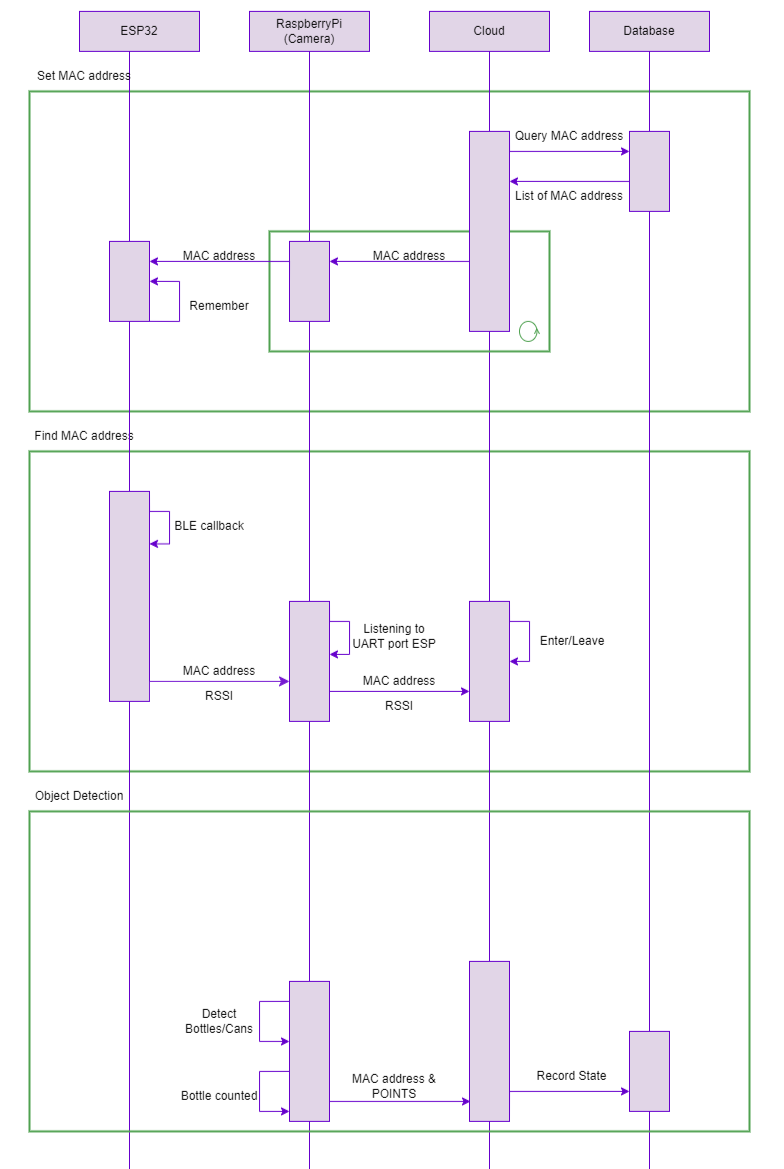 ESP32
RaspberryPi
(Camera)
Cloud
Database
Set MAC address
Query MAC address
List of MAC address
MAC address
MAC address
Remember
Find MAC address
BLE callback
Listening to
UART port ESP
Enter/Leave
MAC address
RSSI
MAC address
RSSI
Object Detection
Detect
Bottles/Cans
Bottle counted
MAC address &
POINTS
Record State